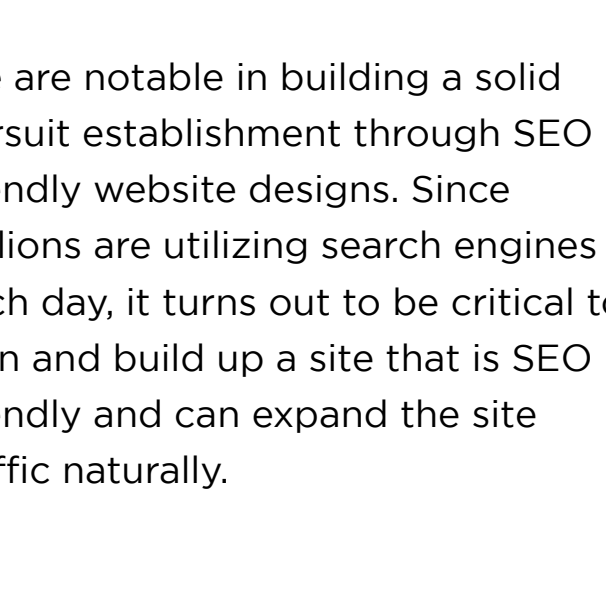 are notable in building a solid
rsuit establishment through SEO
ndly website designs. Since
lions are utilizing search engines
ch day, it turns out to be critical to
n and build up a site that is SEO
ndly and can expand the site
ffic naturally.